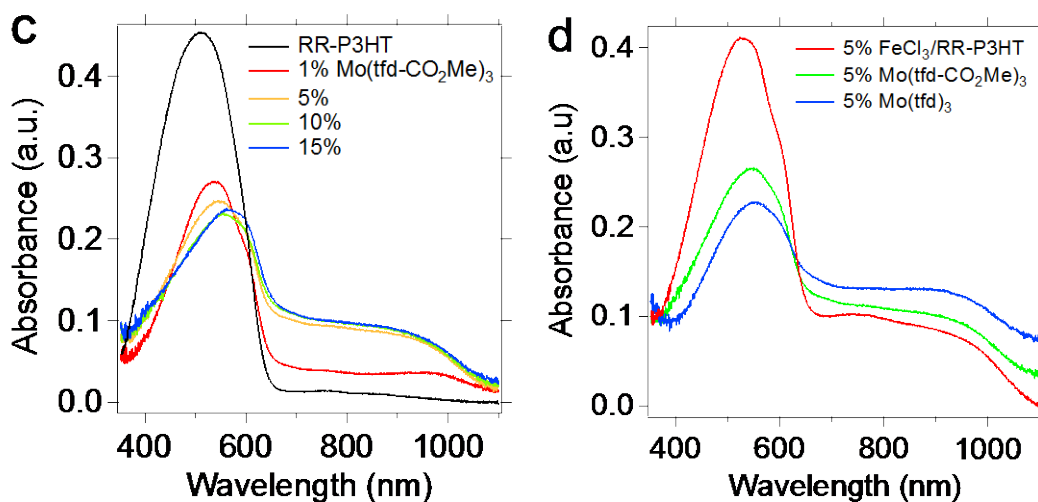 c
RR-P3HT
1% Mo(tfd-CO₂Me)₃
5%
10%
15%
0.4
0.3
0.2
0.1
0.0
Absorbance (a.u.)
400 600 800 1000
Wavelength (nm)
d
5% FeCl₃/RR-P3HT
5% Mo(tfd-CO₂Me)₃
5% Mo(tfd)₃
0.4
0.3
0.2
0.1
0.0
Absorbance (a.u)
400 600 800 1000
Wavelength (nm)